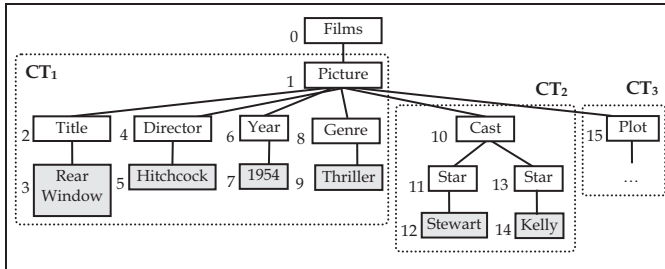 0 Films
CT1
1 Picture
CT2
CT3
2 Title
4 Director
6 Year
8 Genre
10 Cast
15 Plot
3 Rear Window
5 Hitchcock
7 1954
9 Thriller
11 Star
13 Star
...
12 Stewart
14 Kelly